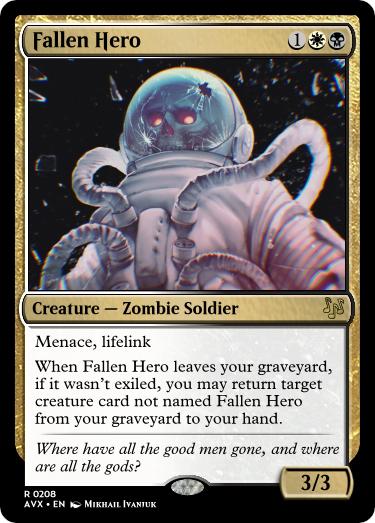 Fallen Hero 1
Creature — Zombie Soldier
Menace, lifelink
When Fallen Hero leaves your graveyard,
if it wasn't exiled, you may return target
creature card not named Fallen Hero
from your graveyard to your hand.
Where have all the good men gone, and where
are all the gods?
3/3
R 0208
AVX • EN Mikhail Ivanjuk